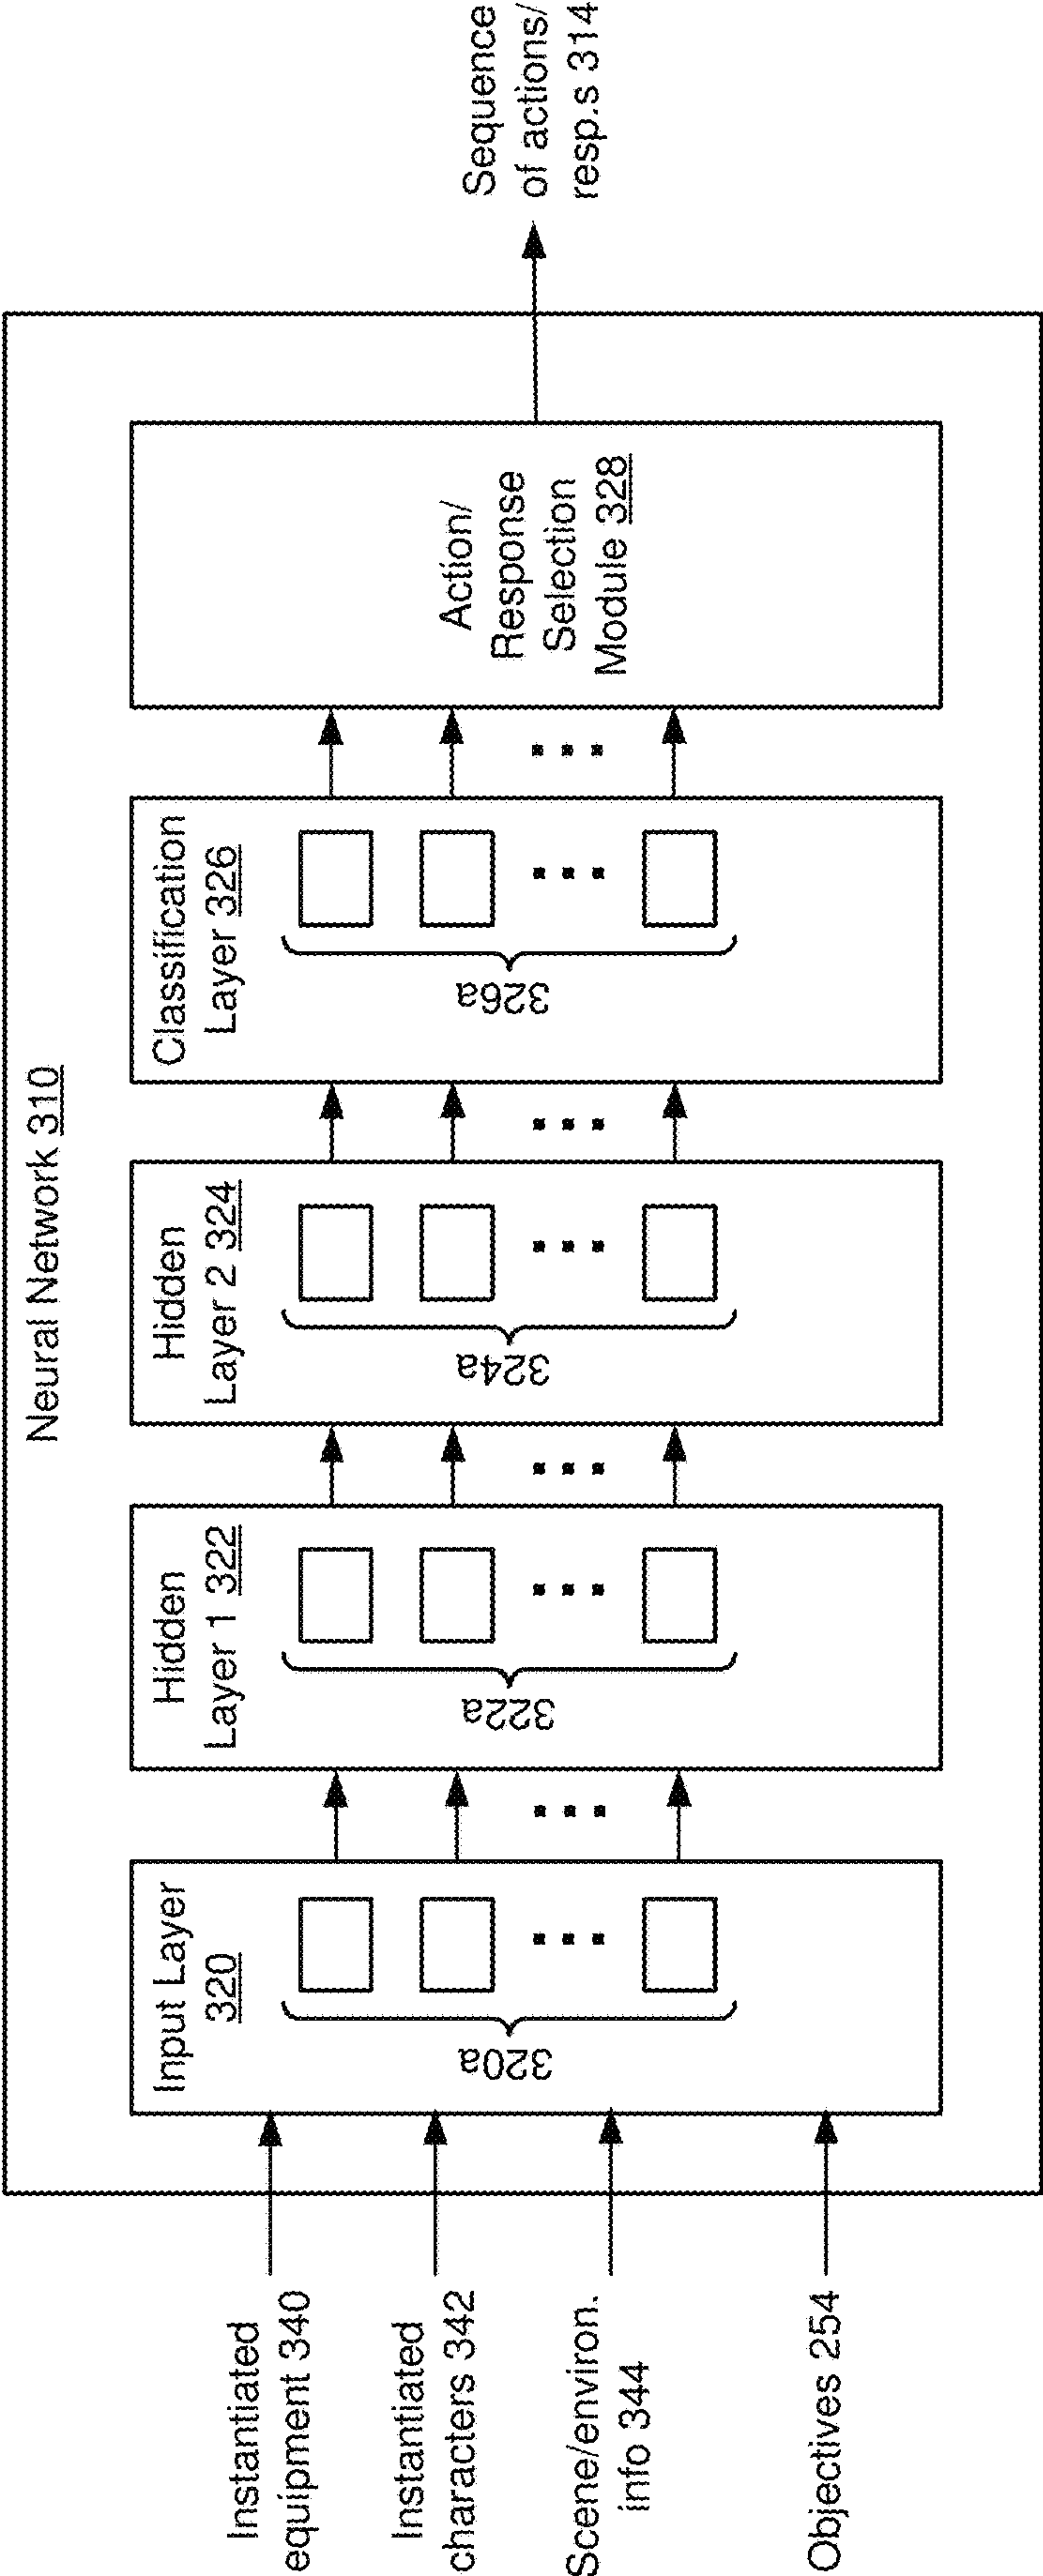 Neural Network 310
Instantiated
equipment 340
Instantiated
characters 342
Scene/environ.
info 344
Objectives 254
Input Layer
320
320a
Hidden
Layer 1 322
322a
Hidden
Layer 2 324
324a
Classification
Layer 326
326a
Action/
Response
Selection
Module 328
Sequence
of actions/
resp.s 314